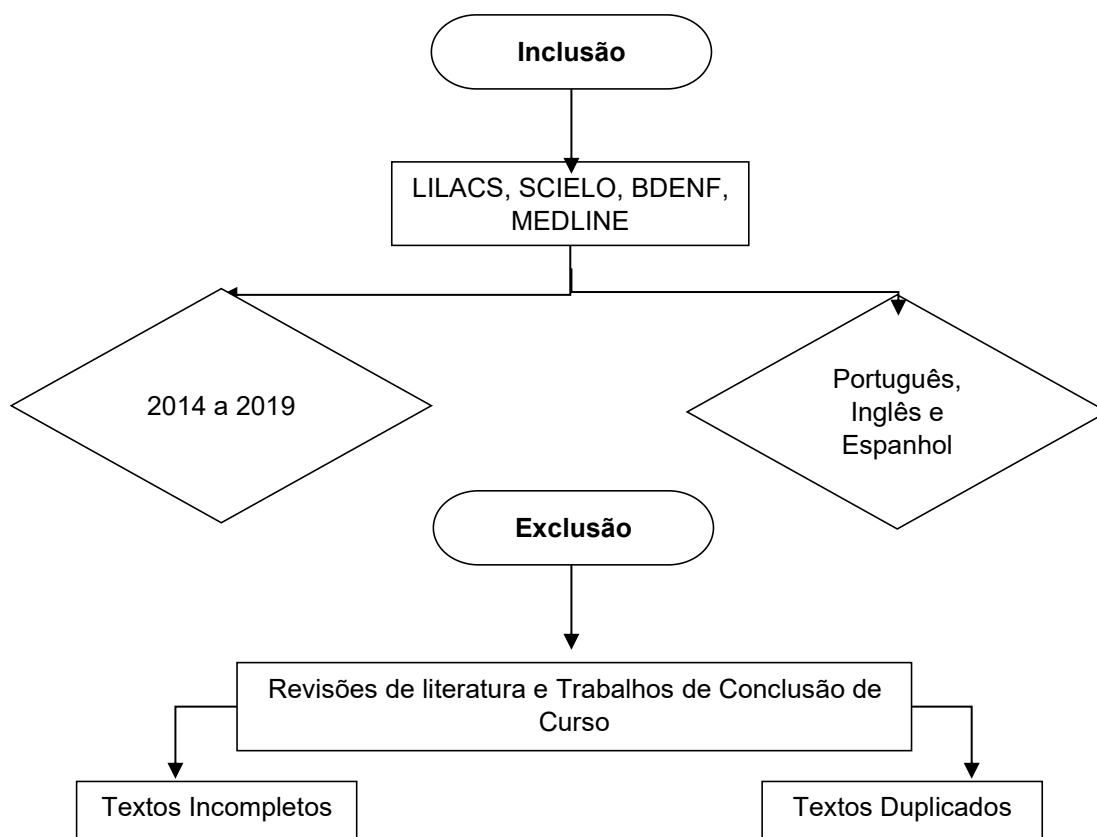 Inclusão
LILACS, SCIELO, BDENF,
MEDLINE
2014 a 2019
Português,
Inglês e
Espanhol
Exclusão
Revisões de literatura e Trabalhos de Conclusão de
Curso
Textos Incompletos
Textos Duplicados